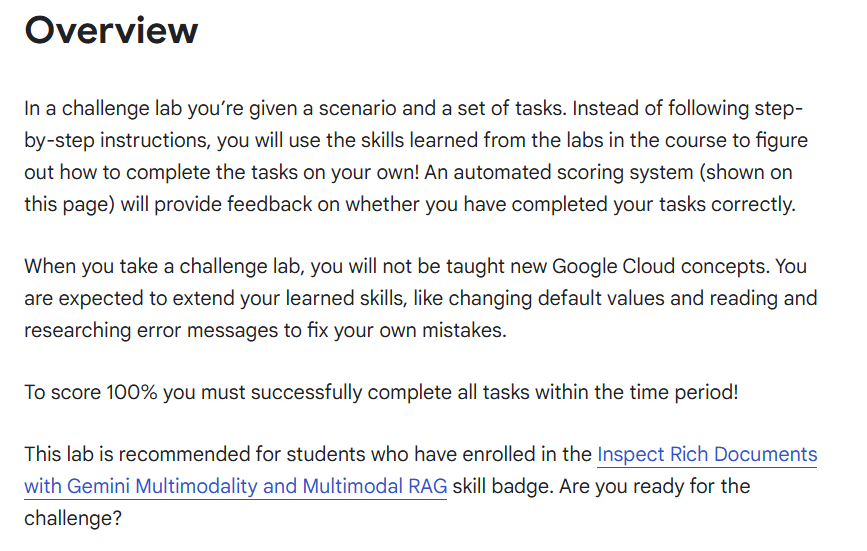 Overview
In a challenge lab you’re given a scenario and a set of tasks. Instead of following step-
by-step instructions, you will use the skills learned from the labs in the course to figure
out how to complete the tasks on your own! An automated scoring system (shown on
this page) will provide feedback on whether you have completed your tasks correctly.
When you take a challenge lab, you will not be taught new Google Cloud concepts. You
are expected to extend your learned skills, like changing default values and reading and
researching error messages to fix your own mistakes.
To score 100% you must successfully complete all tasks within the time period!
This lab is recommended for students who have enrolled in the Inspect Rich Documents
with Gemini Multimodality and Multimodal RAG skill badge. Are you ready for the
challenge?